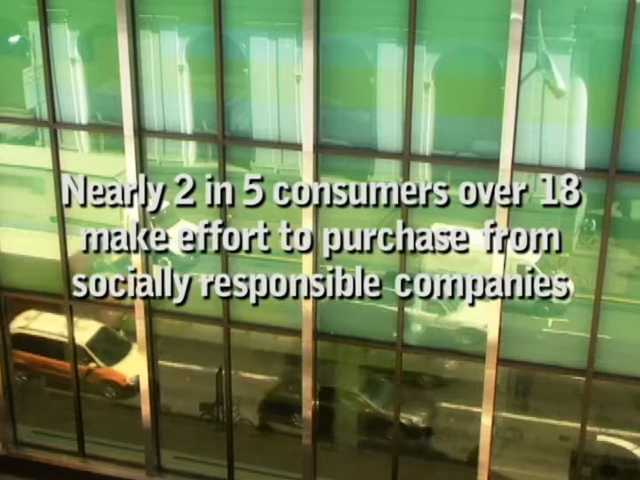 Nearly 2 in 5 consumers over 18
make effort to purchase from
socially responsible companies